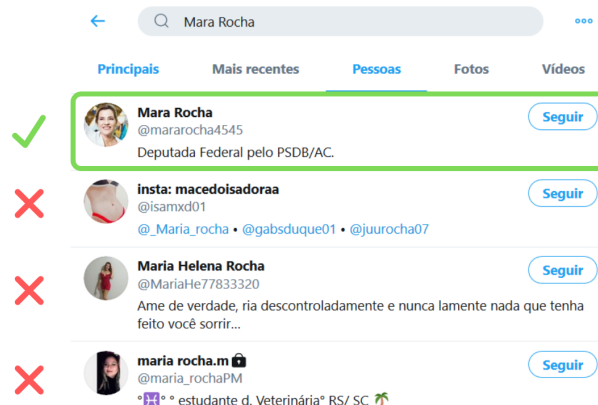 Mara Rocha
Principais Mais recentes Pessoas Fotos Vídeos
Mara Rocha Seguir
@mararocha4545
Deputada Federal pelo PSDB/AC.
insta: macedoisadoraa Seguir
@isamxd01
@_Maria_rocha • @gabsduque01 • @juurocha07
Maria Helena Rocha Seguir
@MariaHe77833320
Ame de verdade, ria descontroladamente e nunca lamente nada que tenha
feito você sorrir...
maria rocha.m Seguir
@maria_rochaPM
°♓° ° estudante d. Veterinária° RS/ SC 🌴